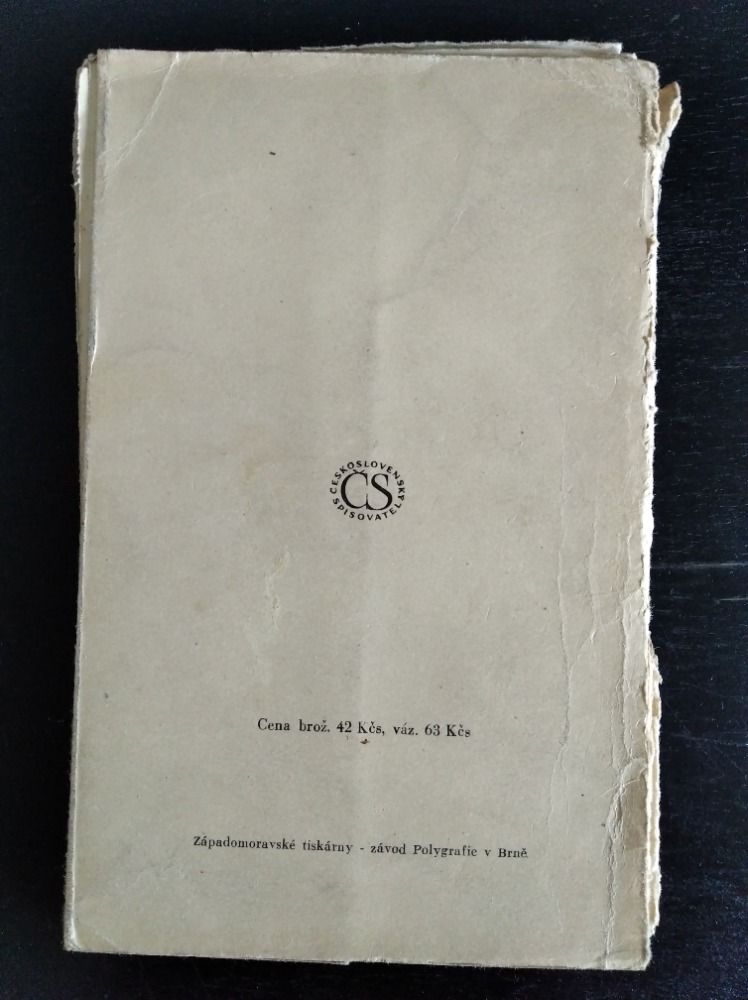 ČESKOSLOVENSKÝ
ČS
SPISOVATEL
Cena brož. 42 Kčs, váz. 63 Kčs
Západomoravské tiskárny - závod Polygrafie v Brně